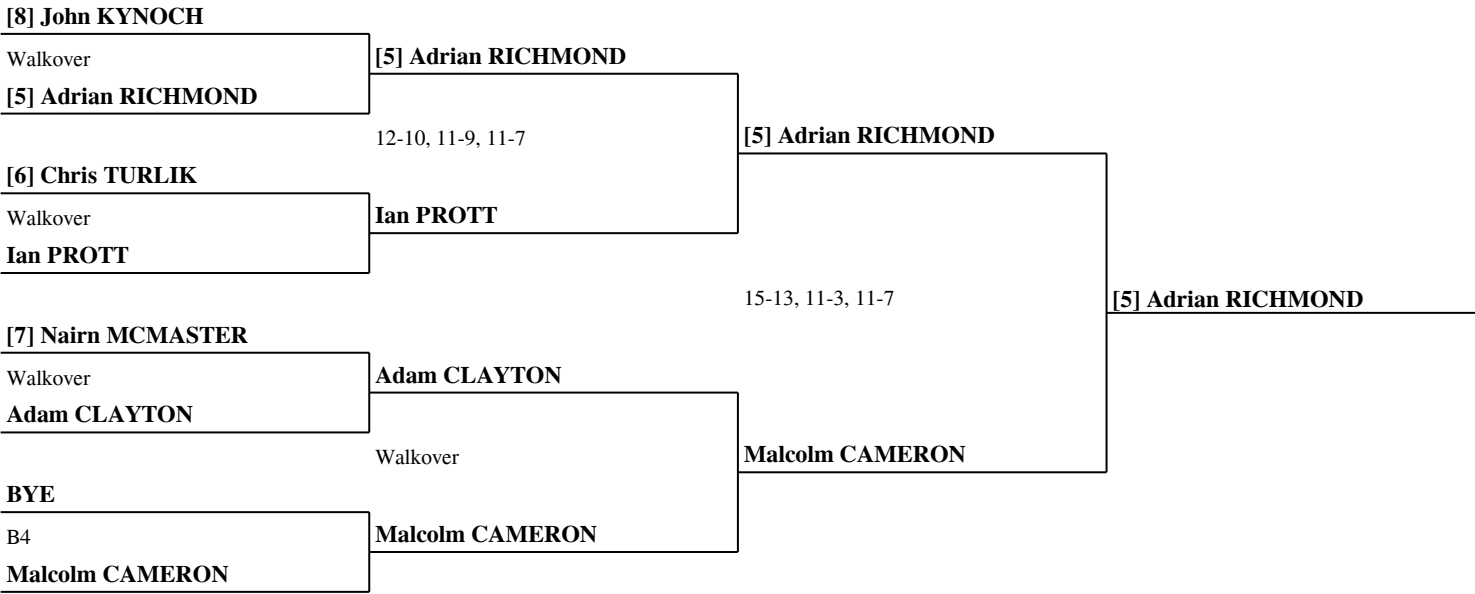 [8] John KYNOCH
Walkover
[5] Adrian RICHMOND
[5] Adrian RICHMOND
12-10, 11-9, 11-7
[5] Adrian RICHMOND
[6] Chris TURLIK
Walkover
Ian PROTT
Ian PROTT
15-13, 11-3, 11-7
[5] Adrian RICHMOND
[7] Nairn MCMASTER
Walkover
Adam CLAYTON
Adam CLAYTON
Walkover
Malcolm CAMERON
BYE
B4
Malcolm CAMERON
Malcolm CAMERON